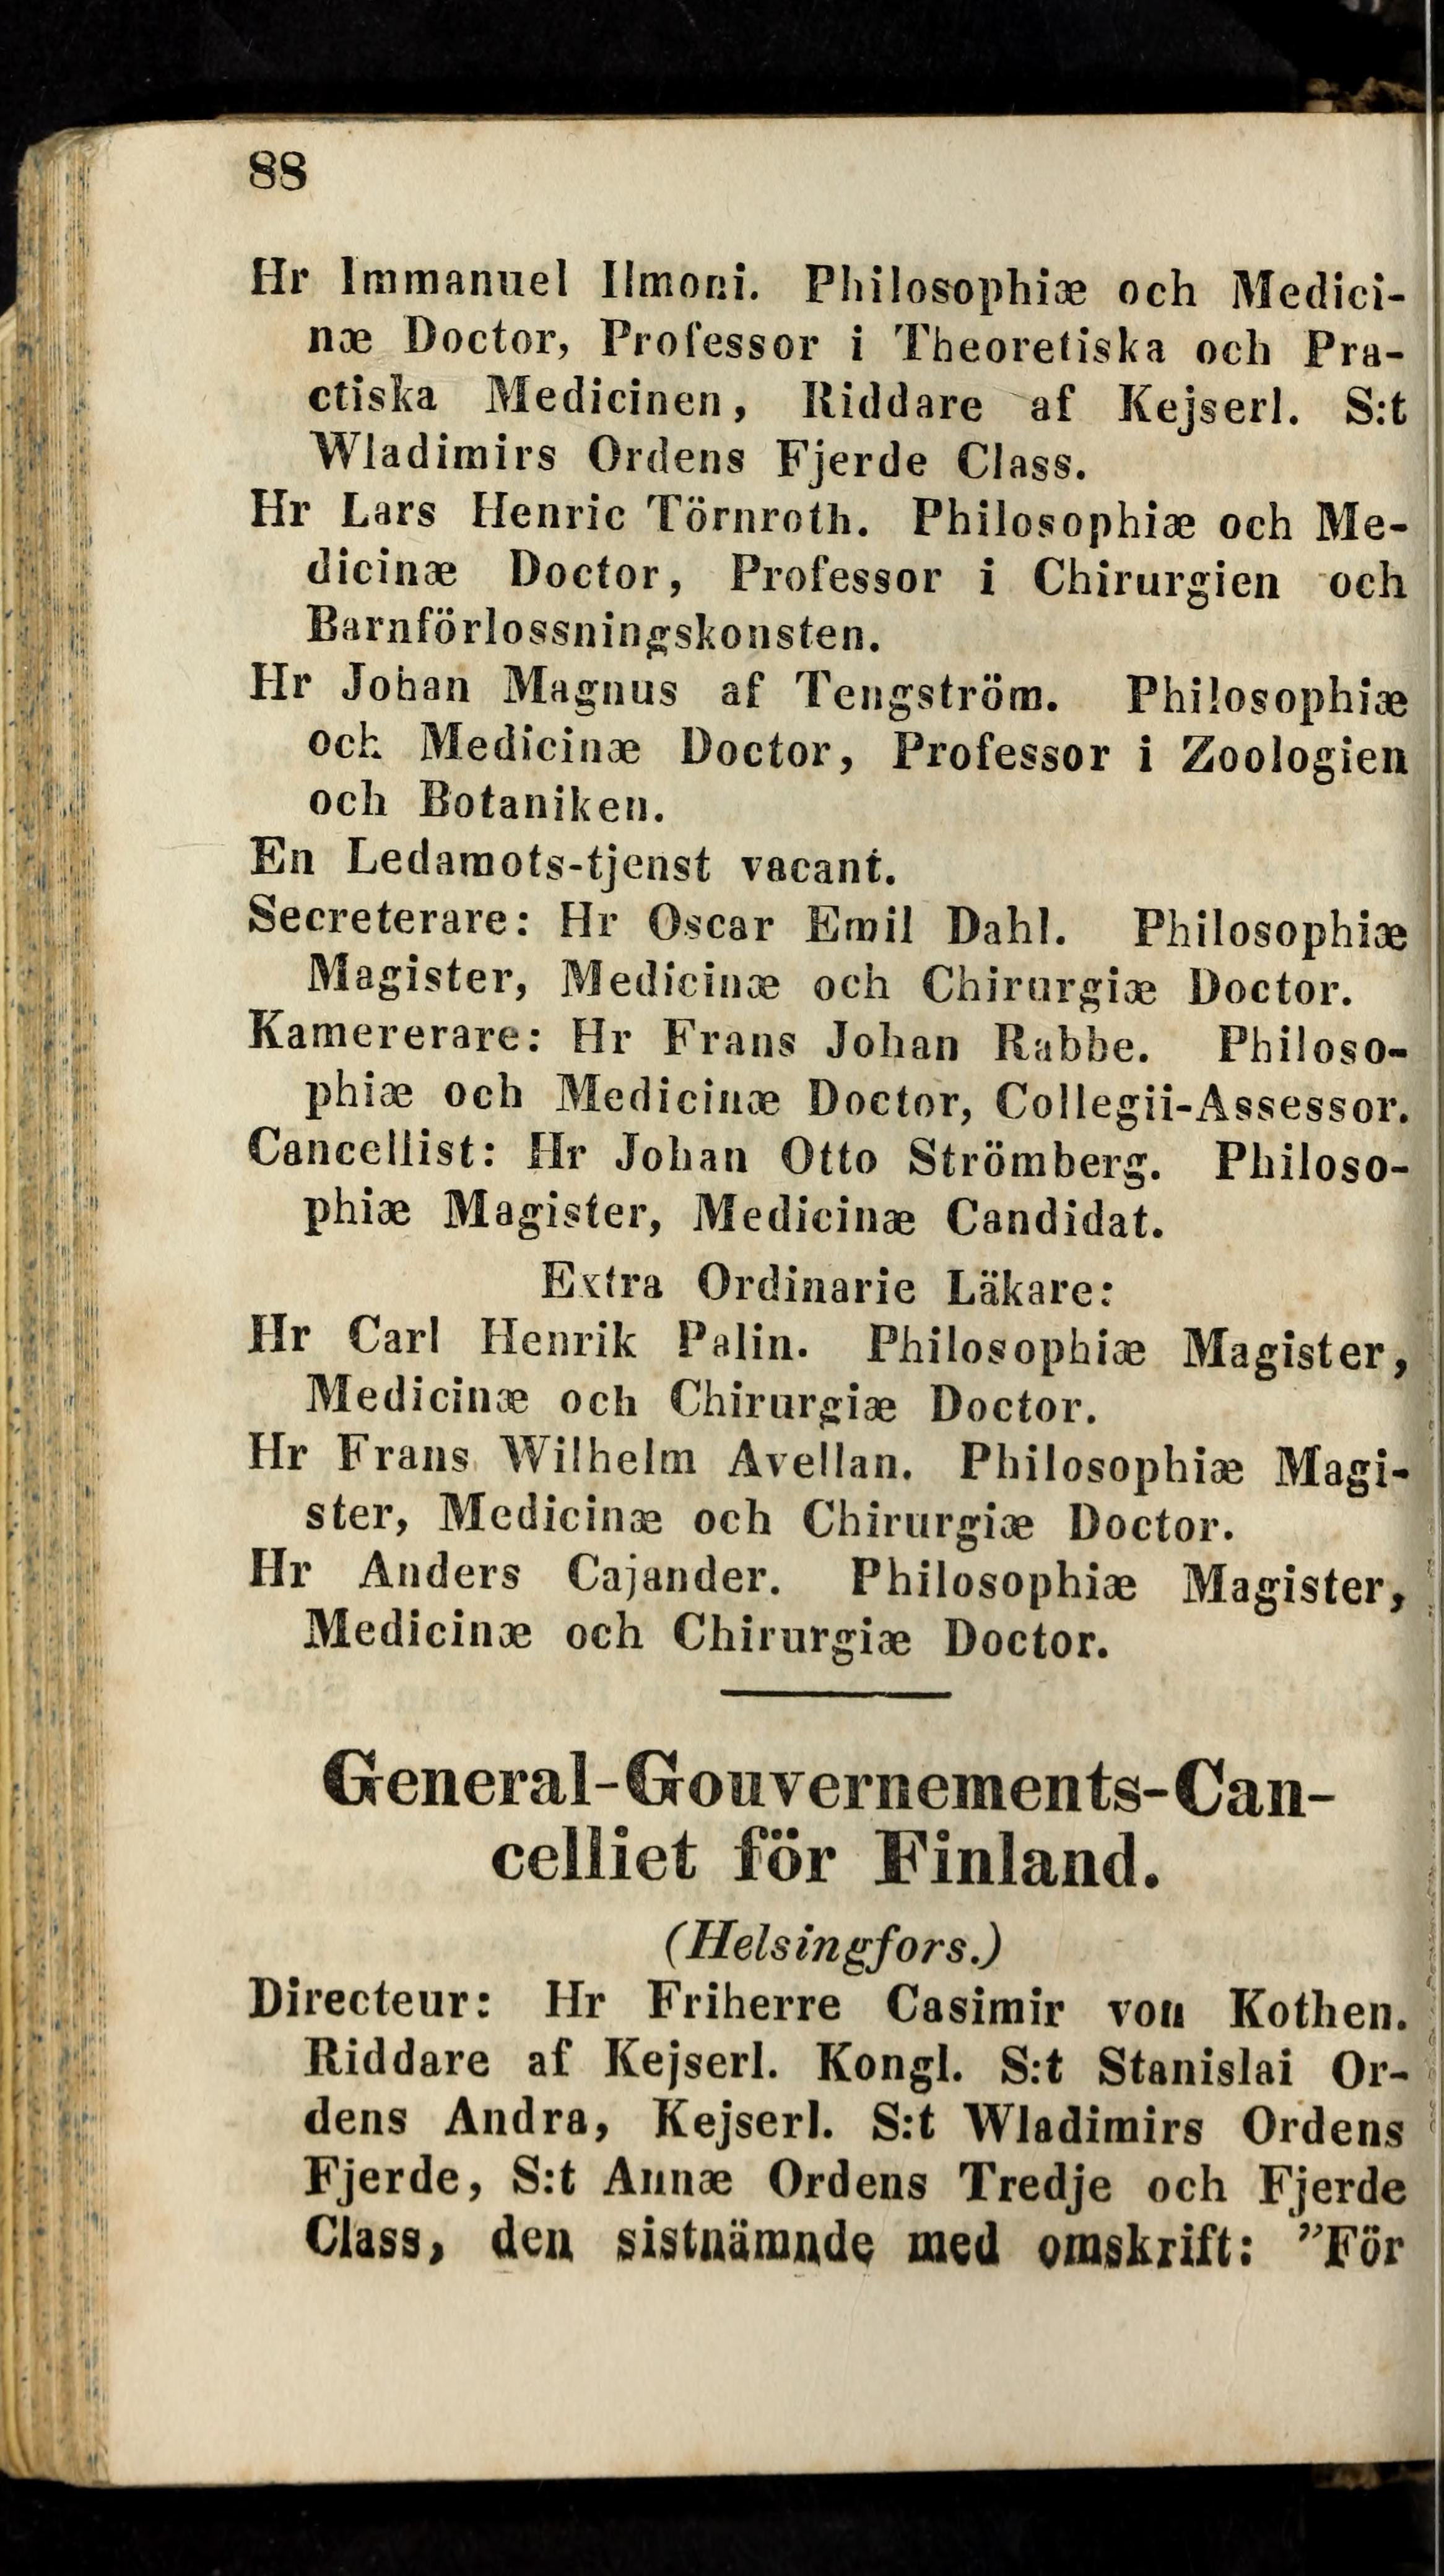 88
Hr Immanuel Ilmoni. Philosophiæ och Medici-
næ Doctor, Professor i Theoretiska och Pra-
ctiska Medicinen, Riddare af Kejserl. S:t
Wladimirs Ordens Fjerde Class.
Hr Lars Henric Törnroth. Philosophiæ och Me-
dicinæ Doctor, Professor i Chirurgien och
Barnförlossningskonsten.
Hr Johan Magnus af Tengström. Philosophiæ
och Medicinæ Doctor, Professor i Zoologien
och Botaniken.
En Ledamots-tjenst vacant.
Secreterare: Hr Oscar Emil Dahl. Philosophiæ
Magister, Medicinæ och Chirurgiæ Doctor.
Kamererare: Hr Frans Johan Rabbe. Philoso-
phiæ och Medicinæ Doctor, Collegii-Assessor.
Cancellist: Hr Johan Otto Strömberg. Philoso-
phiæ Magister, Medicinæ Candidat.
Extra Ordinarie Läkare:
Hr Carl Henrik Palin. Philosophiæ Magister,
Medicinæ och Chirurgiæ Doctor.
Hr Frans Wilhelm Avellan. Philosophiæ Magi-
ster, Medicinæ och Chirurgiæ Doctor.
Hr Anders Cajander. Philosophiæ Magister,
Medicinæ och Chirurgiæ Doctor.
General-Gouvernements-Can-
celliet för Finland.
(Helsingfors.)
Directeur: Hr Friherre Casimir von Kothen.
Riddare af Kejserl. Kongl. S:t Stanislai Or-
dens Andra, Kejserl. S:t Wladimirs Ordens
Fjerde, S:t Annæ Ordens Tredje och Fjerde
Class, den sistnämnde med omskrift: ”För